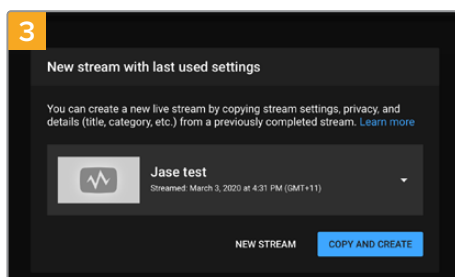 3
New stream with last used settings
You can create a new live stream by copying stream settings, privacy, and
details (title, category, etc.) from a previously completed stream. Learn more
Jase test
Streamed: March 3, 2020 at 4:31 PM (GMT+11)
NEW STREAM COPY AND CREATE